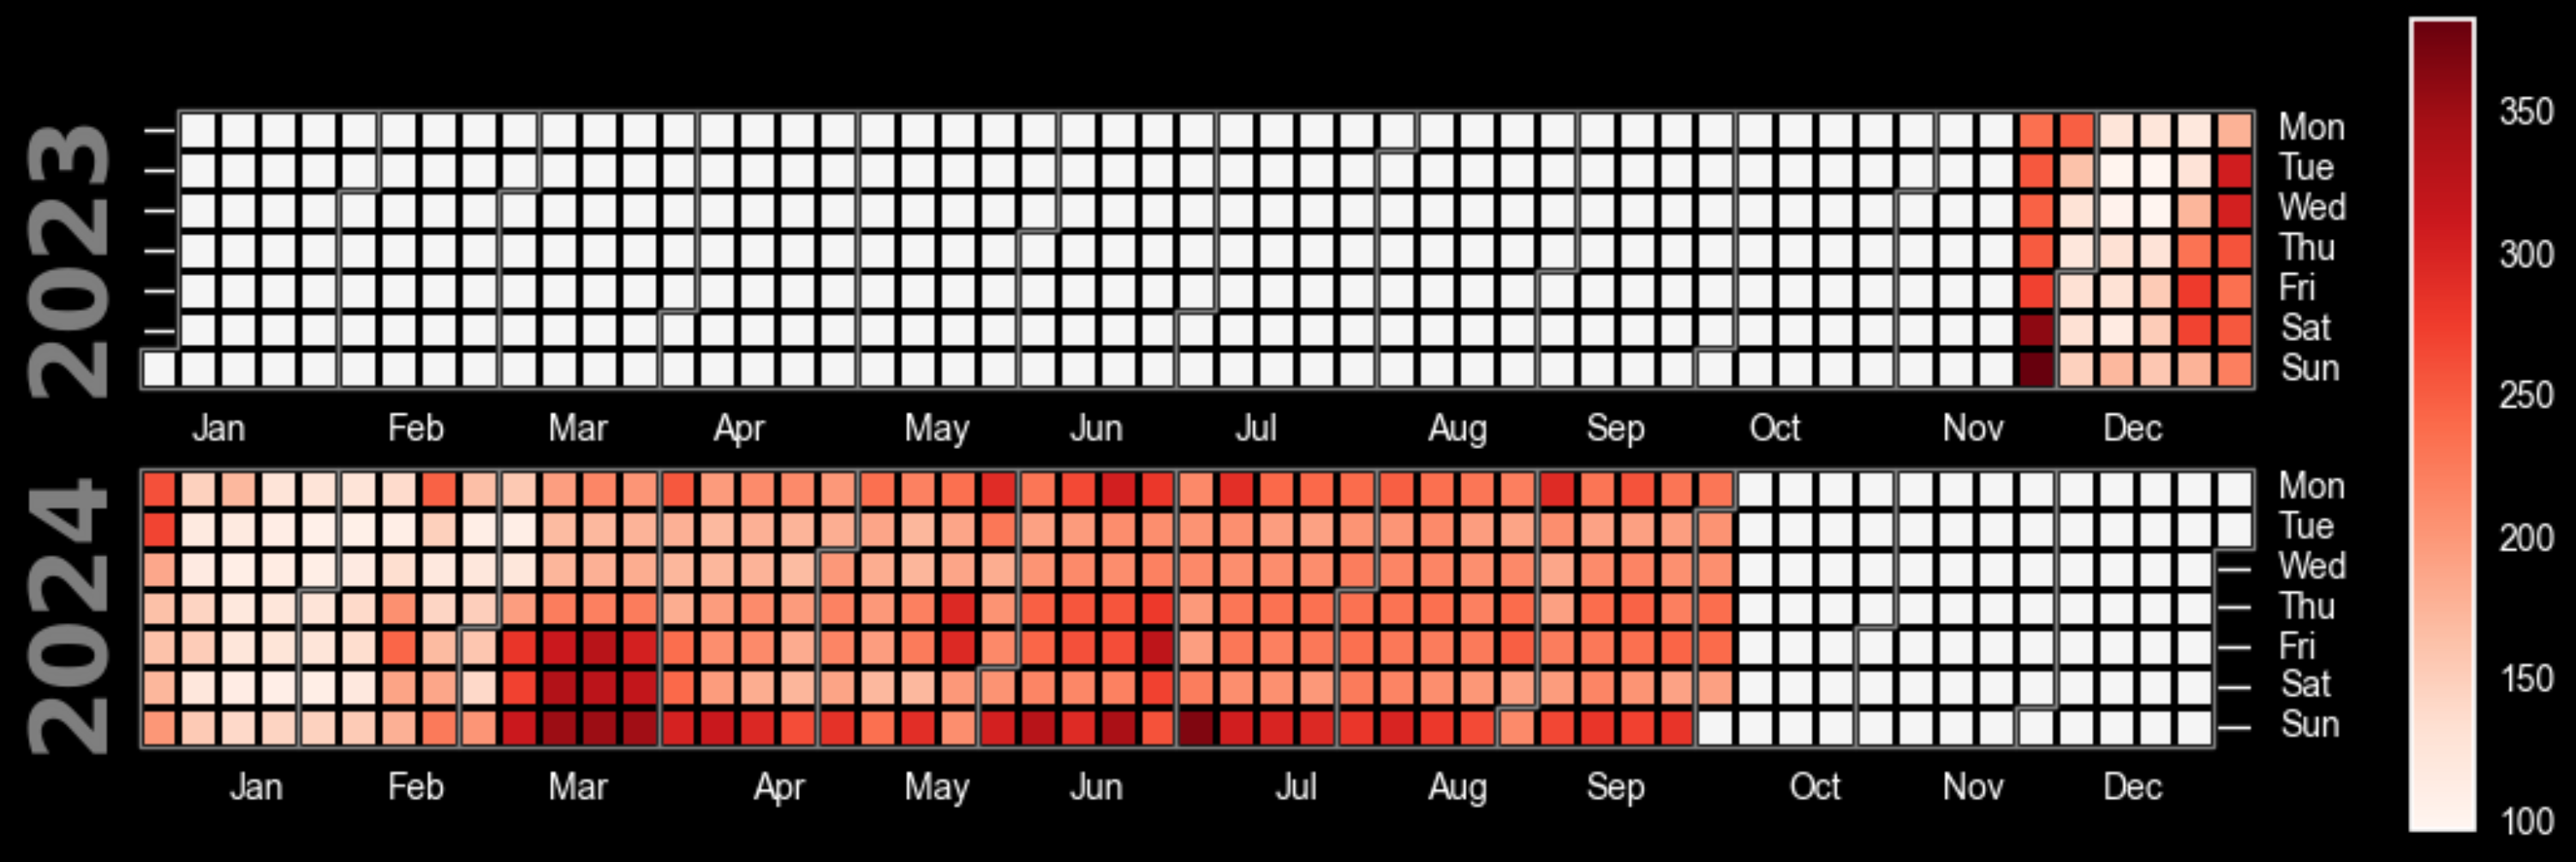 2023
Mon
Tue
Wed
Thu
Fri
Sat
Sun
Jan Feb Mar Apr May Jun Jul Aug Sep Oct Nov Dec
2024
Mon
Tue
Wed
Thu
Fri
Sat
Sun
Jan Feb Mar Apr May Jun Jul Aug Sep Oct Nov Dec
350
300
250
200
150
100